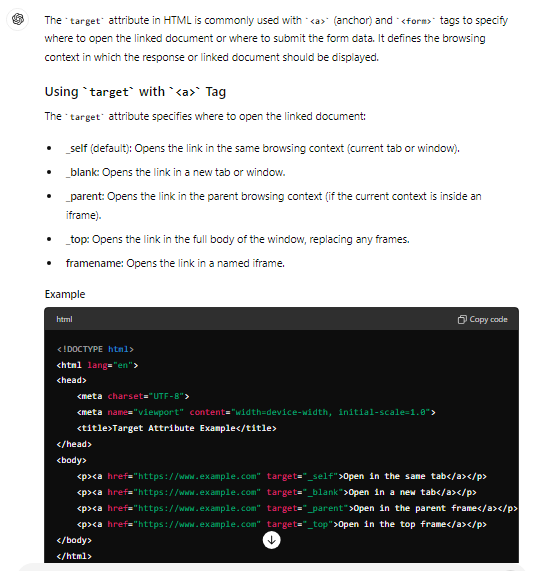 The `target` attribute in HTML is commonly used with `<a>` (anchor) and `<form>` tags to specify
where to open the linked document or where to submit the form data. It defines the browsing
context in which the response or linked document should be displayed.
Using `target` with `<a>` Tag
The `target` attribute specifies where to open the linked document:
• _self (default): Opens the link in the same browsing context (current tab or window).
• _blank: Opens the link in a new tab or window.
• _parent: Opens the link in the parent browsing context (if the current context is inside an
iframe).
• _top: Opens the link in the full body of the window, replacing any frames.
• framename: Opens the link in a named iframe.
Example
html Copy code
<!DOCTYPE html>
<html lang="en">
<head>
    <meta charset="UTF-8">
    <meta name="viewport" content="width=device-width, initial-scale=1.0">
    <title>Target Attribute Example</title>
</head>
<body>
    <p><a href="https://www.example.com" target="_self">Open in the same tab</a></p>
    <p><a href="https://www.example.com" target="_blank">Open in a new tab</a></p>
    <p><a href="https://www.example.com" target="_parent">Open in the parent frame</a></p>
    <p><a href="https://www.example.com" target="_top">Open in the top frame</a></p>
</body>
</html>